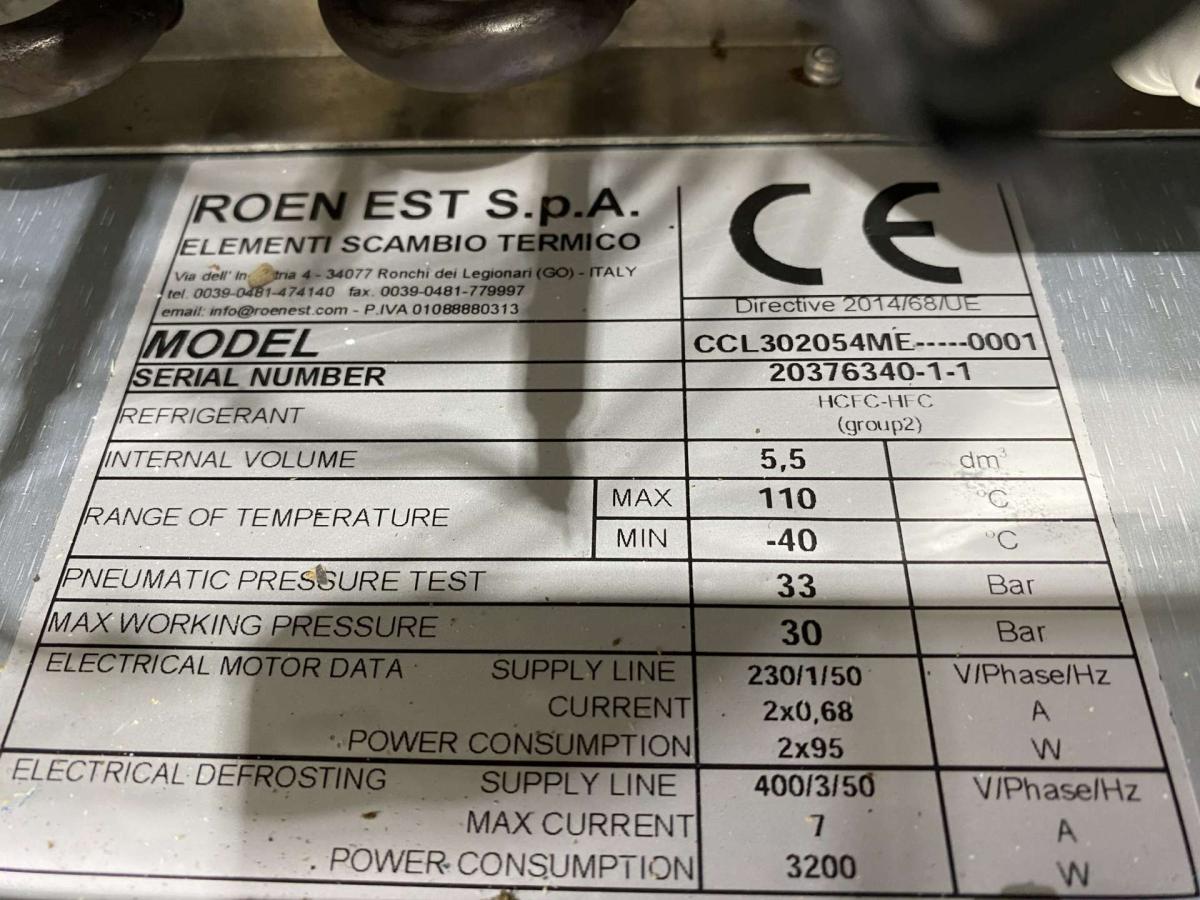 ROEN EST S.p.A.
ELEMENTI SCAMBIO TERMICO
Via dell' 4 - 34077 Ronchi dei Legionari (GO) - ITALY
tel. 0039-0481-474140 fax. 0039-0481-779997
email: info@roenest.com - P.IVA 01088880313
CE
Directive 2014/68/UE
MODEL CCL302054ME-----0001
SERIAL NUMBER 20376340-1-1
REFRIGERANT HCFC-HFC
(group2)
INTERNAL VOLUME 5,5 dm³
RANGE OF TEMPERATURE MAX 110 °C
MIN -40 °C
PNEUMATIC PRESSURE TEST 33 Bar
MAX WORKING PRESSURE 30 Bar
ELECTRICAL MOTOR DATA SUPPLY LINE 230/1/50 V/Phase/Hz
CURRENT 2x0,68 A
POWER CONSUMPTION 2x95 W
ELECTRICAL DEFROSTING SUPPLY LINE 400/3/50 V/Phase/Hz
MAX CURRENT 7 A
POWER CONSUMPTION 3200 W